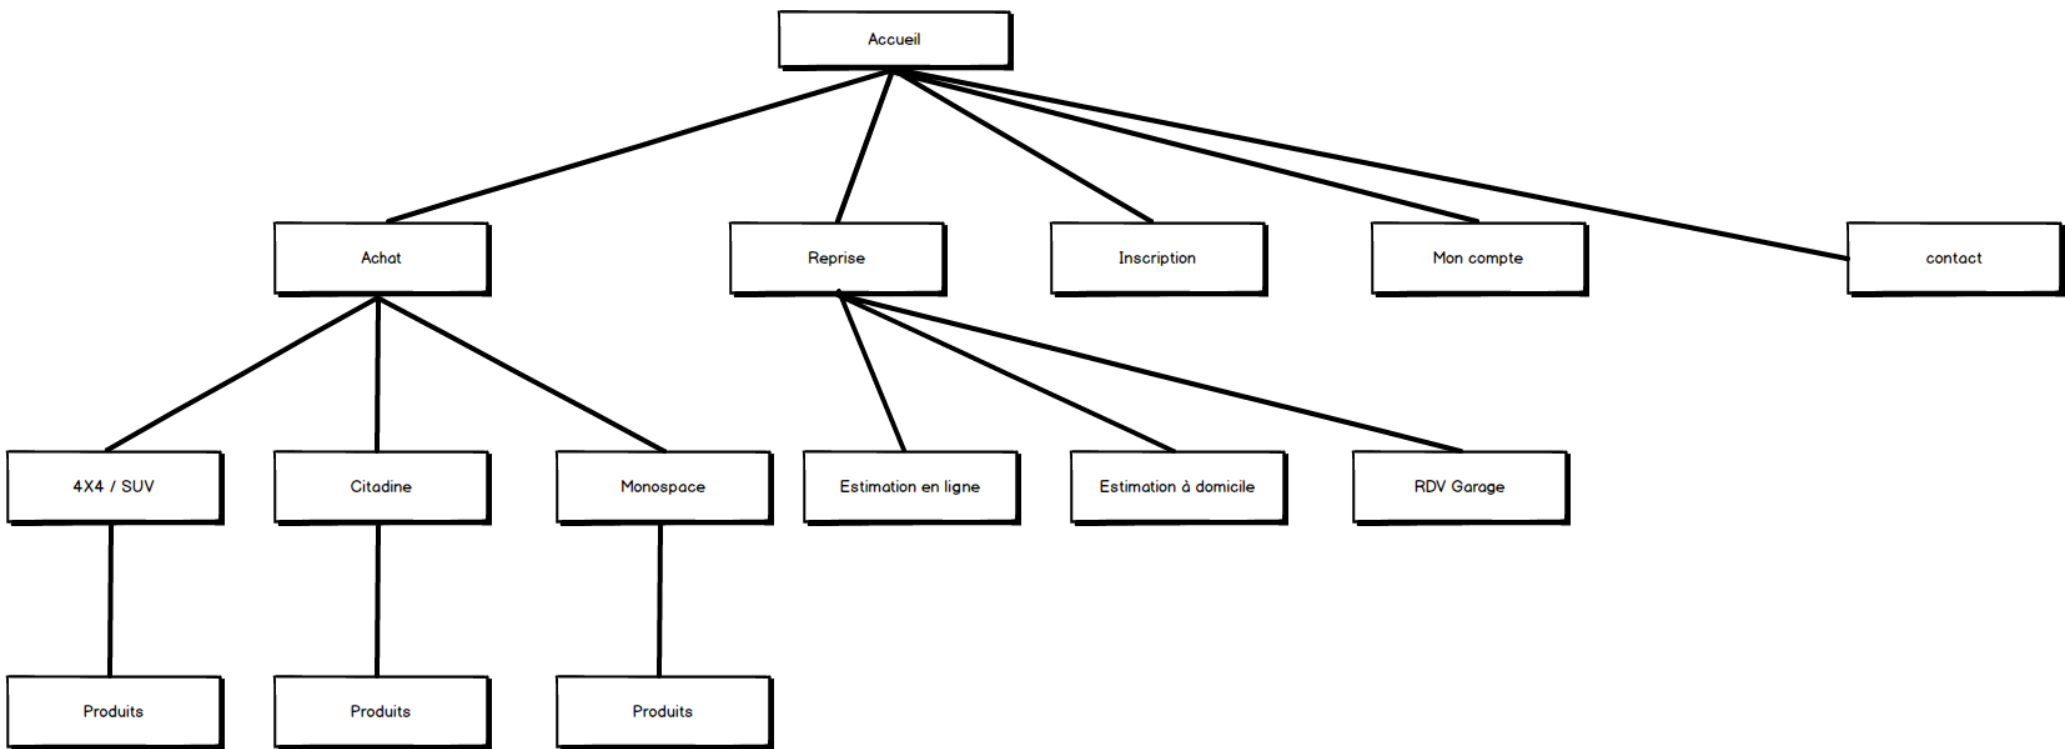 Accueil
Achat
Reprise
Inscription
Mon compte
contact
4X4 / SUV
Citadine
Monospace
Estimation en ligne
Estimation à domicile
RDV Garage
Produits
Produits
Produits